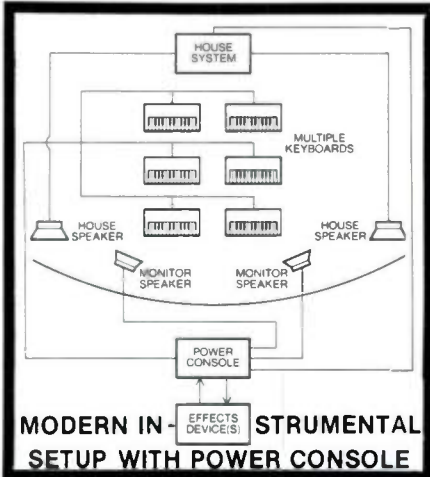 HOUSE
SYSTEM
MULTIPLE
KEYBOARDS
HOUSE
SPEAKER
HOUSE
SPEAKER
MONITOR
SPEAKER
MONITOR
SPEAKER
POWER
CONSOLE
EFFECTS
DEVICE(S)
MODERN IN- STRUMENTAL
SETUP WITH POWER CONSOLE